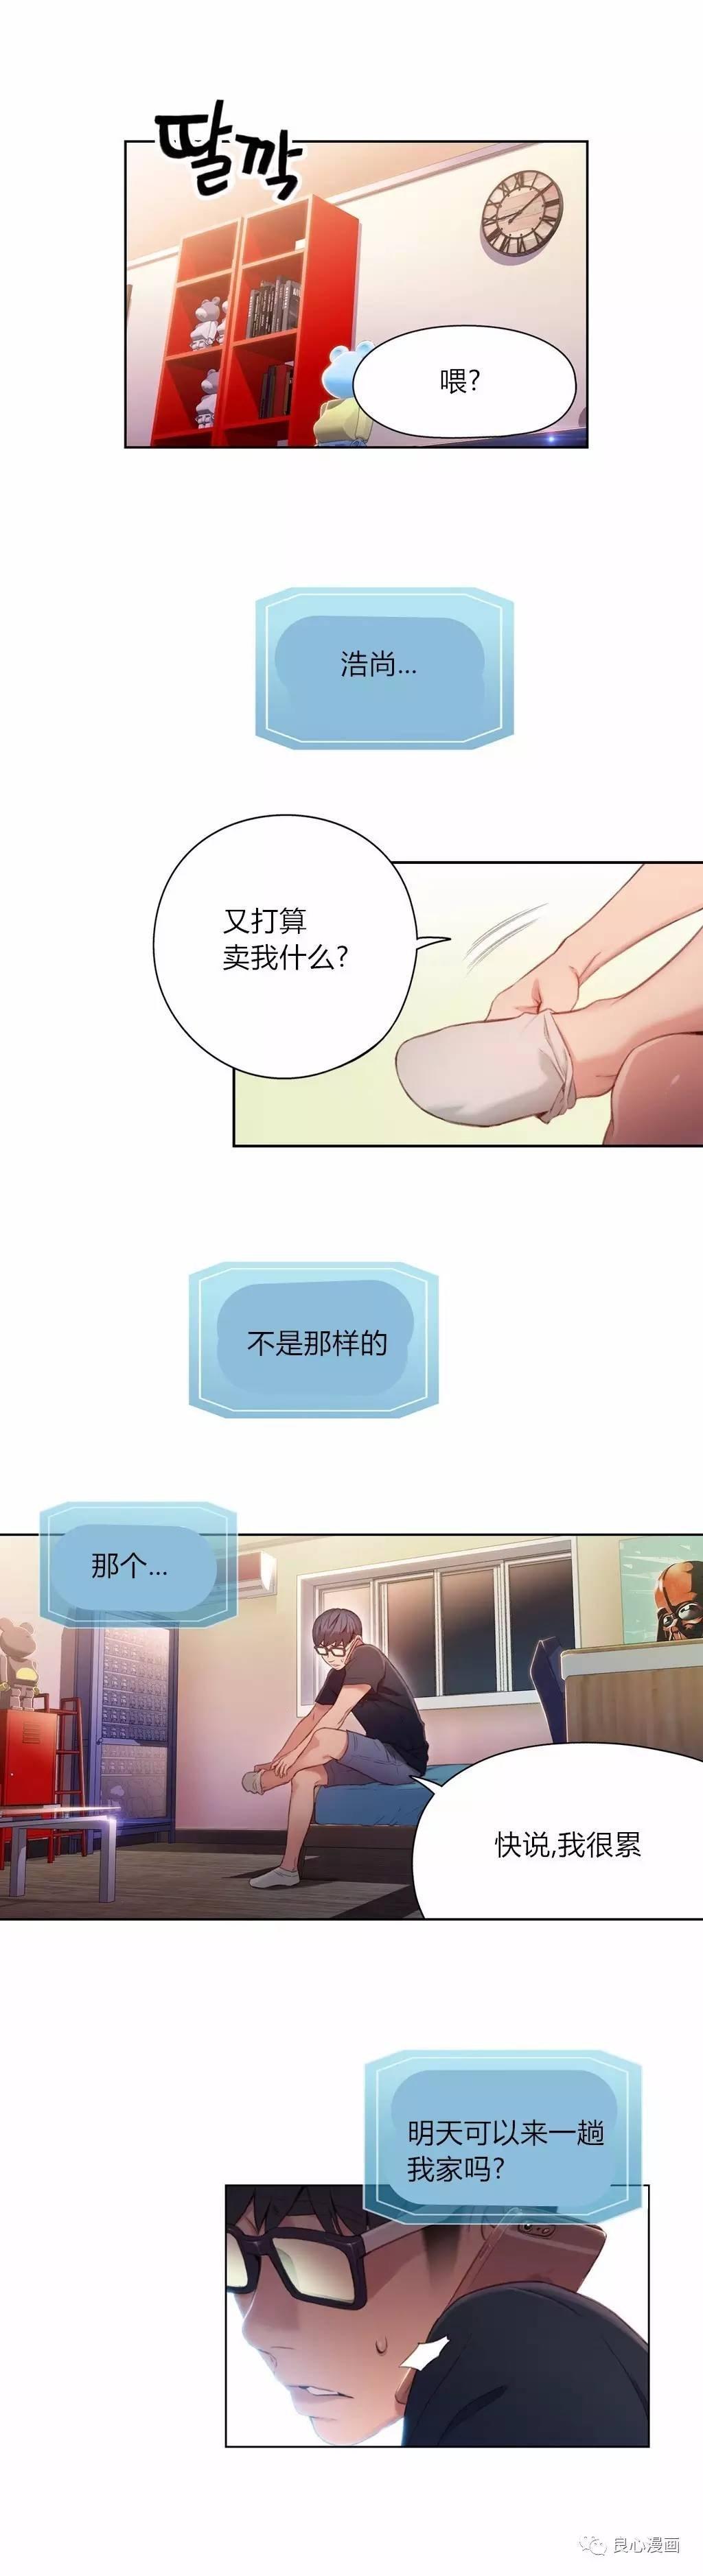 딸깍
喂?
浩尚...
又打算
卖我什么?
不是那样的
那个...
快说,我很累
明天可以来一趟
我家吗?
良心漫画